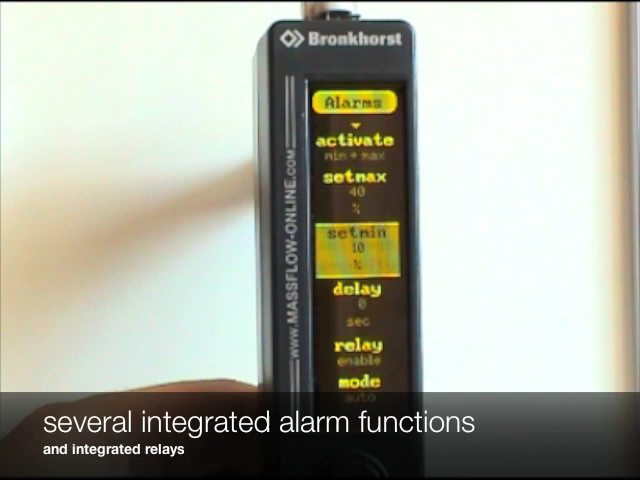 Bronkhorst
www.MASSFLOW-ONLINE.COM
Alarms
activate
min + max
setmax
40
%
setmin
10
%
delay
0
sec
relay
enable
mode
auto
several integrated alarm functions
and integrated relays